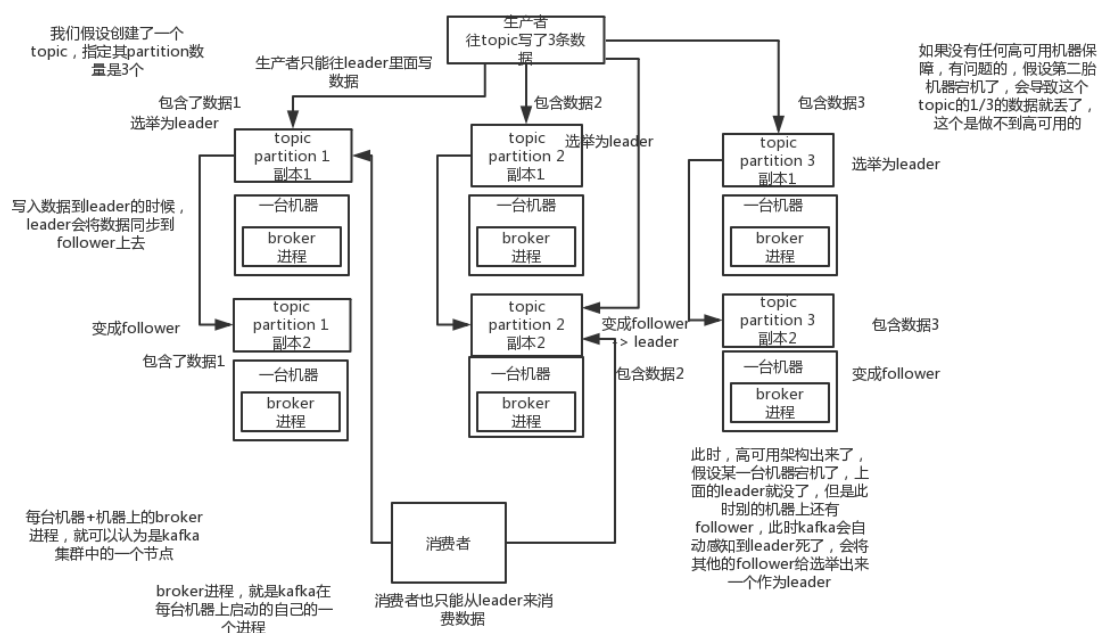 我们假设创建了一个
topic，指定其partition数
量是3个
生产者
往topic写了3条数
据
生产者只能往leader里面写
数据
如果没有任何高可用机器保
障，有问题的，假设第二胎
机器宕机了，会导致这个
topic的1/3的数据就丢了，
这个是做不到高可用的
包含了数据1
选举为leader
包含数据2
包含数据3
topic
partition 1
副本1
topic
partition 2
副本1
选举为leader
topic
partition 3
副本1
选举为leader
写入数据到leader的时候，
leader会将数据同步到
follower上去
一台机器
broker
进程
一台机器
broker
进程
一台机器
broker
进程
变成follower
topic
partition 1
副本2
包含了数据1
topic
partition 2
副本2
变成follower
-> leader
包含数据2
topic
partition 3
副本2
包含数据3
一台机器
broker
进程
一台机器
broker
进程
一台机器
broker
进程
变成follower
此时，高可用架构出来了，
假设某一台机器宕机了，上
面的leader就没了，但是此
时别的机器上还有
follower，此时kafka会自
动感知到leader死了，会将
其他的follower给选举出来
一个作为leader
每台机器+机器上的broker
进程，就可以认为是kafka
集群中的一个节点
消费者
broker进程，就是kafka在
每台机器上启动的自己的一
个进程
消费者也只能从leader来消
费数据